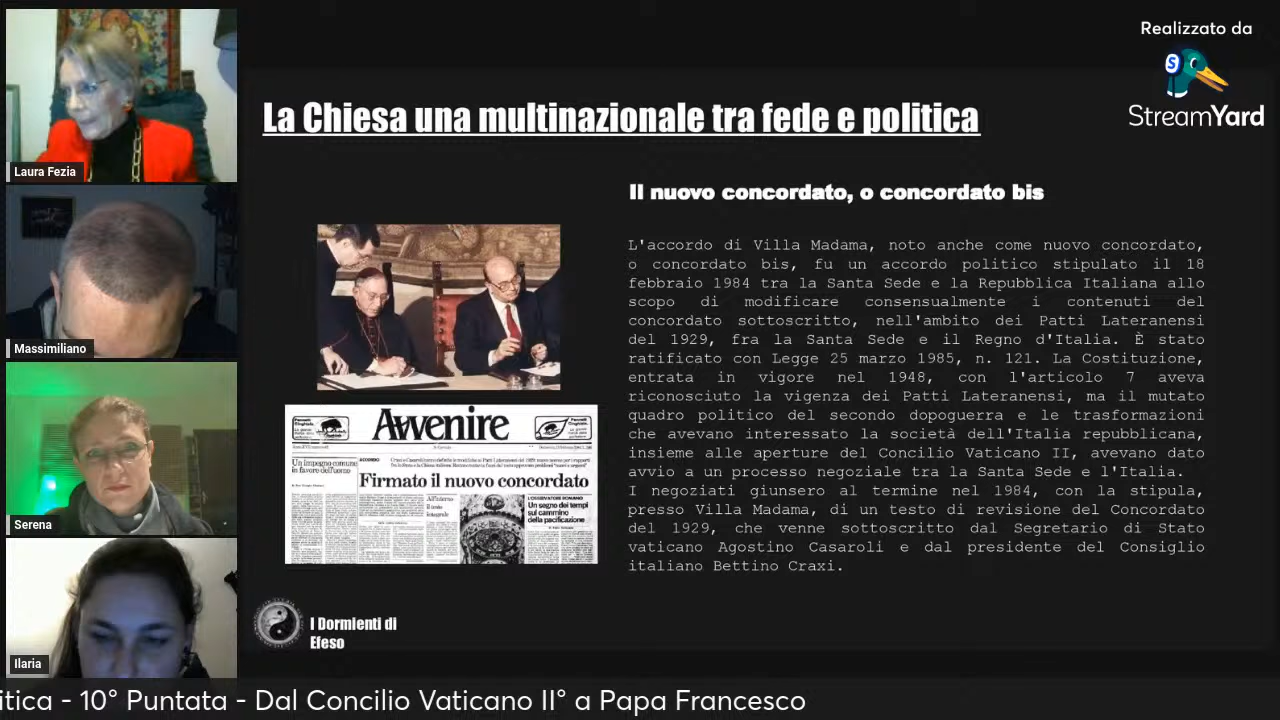 Realizzato da
StreamYard
La Chiesa una multinazionale tra fede e politica
Il nuovo concordato, o concordato bis
L'accordo di Villa Madama, noto anche come nuovo concordato,
o concordato bis, fu un accordo politico stipulato il 18
febbraio 1984 tra la Santa Sede e la Repubblica Italiana allo
scopo di modificare consensualmente i contenuti del
concordato sottoscritto, nell'ambito dei Patti Lateranensi
del 1929, fra la Santa Sede e il Regno d'Italia. È stato
ratificato con Legge 25 marzo 1985, n. 121. La Costituzione,
entrata in vigore nel 1948, con l'articolo 7 aveva
riconosciuto la vigenza dei Patti Lateranensi, ma il mutato
quadro politico del secondo dopoguerra e le trasformazioni
che avevano interessato la società dell'Italia repubblicana,
insieme alle aperture del Concilio Vaticano II, hanno dato
avvio a un processo negoziale tra la Santa Sede e l'Italia.
I negoziati giunsero al termine nel 1984, con la stipula,
presso villa Madama, di un testo di revisione del Concordato
del 1929, che fu sottoscritto dal Segretario di Stato
vaticano Agostino Casaroli e dal presidente del Consiglio
italiano Bettino Craxi.
Avvenire
Un impegno comune
in favore dell'uomo
Firmato il nuovo concordato
L'OSSERVATORE ROMANO
Un segno dei tempi
sul cammino
della pacificazione
I Dormienti di
Efeso
Laura Fezia
Massimiliano
Serena
Ilaria
itica - 10° Puntata - Dal Concilio Vaticano II° a Papa Francesco